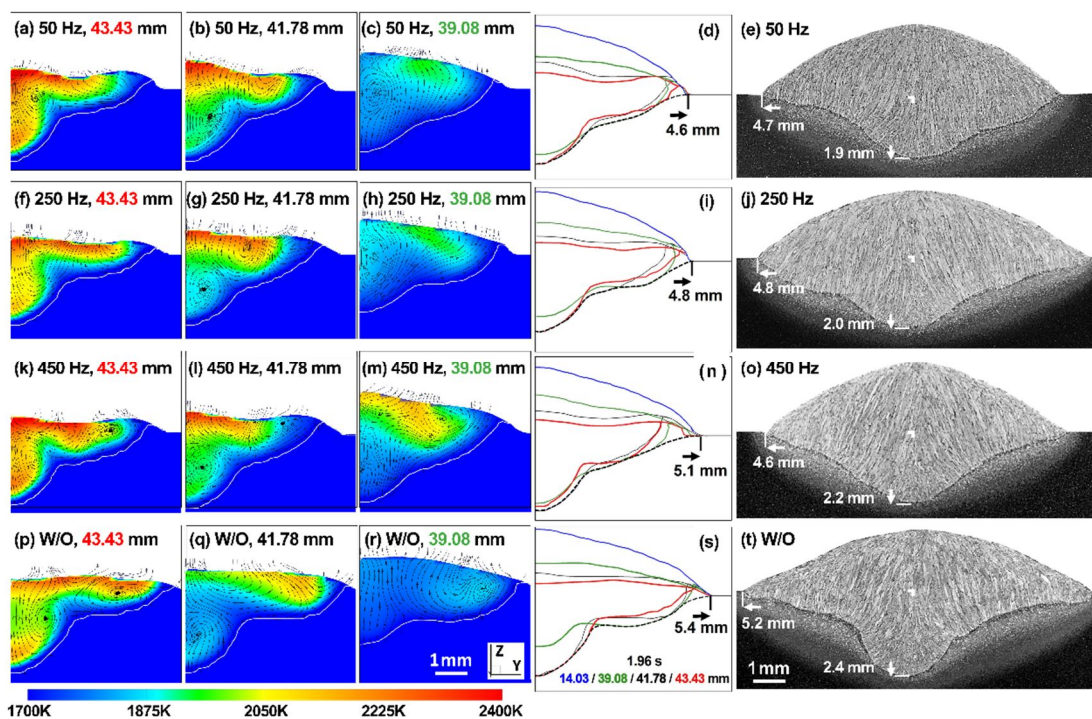 (a) 50 Hz, 43.43 mm
(b) 50 Hz, 41.78 mm
(c) 50 Hz, 39.08 mm
(d)
4.6 mm
(e) 50 Hz
4.7 mm
1.9 mm
(f) 250 Hz, 43.43 mm
(g) 250 Hz, 41.78 mm
(h) 250 Hz, 39.08 mm
(i)
4.8 mm
(j) 250 Hz
4.8 mm
2.0 mm
(k) 450 Hz, 43.43 mm
(l) 450 Hz, 41.78 mm
(m) 450 Hz, 39.08 mm
(n )
5.1 mm
(o) 450 Hz
4.6 mm
2.2 mm
(p) W/O, 43.43 mm
(q) W/O, 41.78 mm
(r) W/O, 39.08 mm
1 mm
Z
Y
(s)
5.4 mm
1.96 s
14.03 / 39.08 / 41.78 / 43.43 mm
(t) W/O
5.2 mm
2.4 mm
1 mm
1700K 1875K 2050K 2225K 2400K